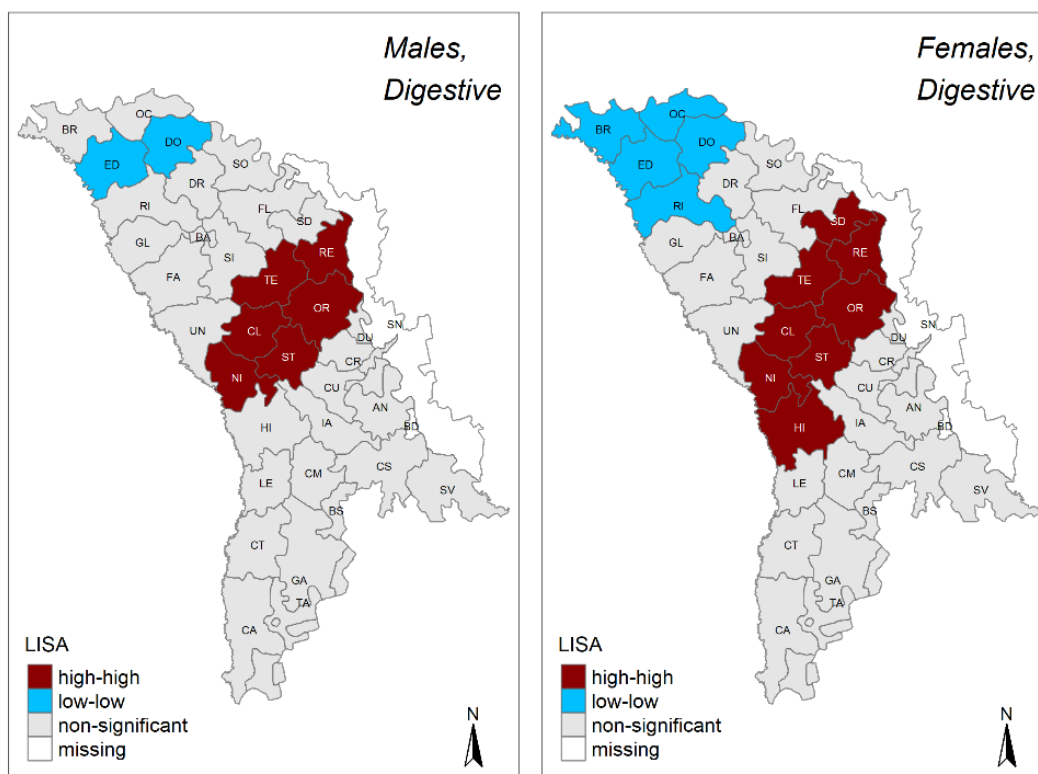 Males,
Digestive
OC
BR
DO
ED
SO
DR
RI
FL
SD
BA
GL
RE
SI
FA
TE
OR
SN
UN
CL
DU
ST
CR
NI
CU
AN
HI
IA
BD
CM
CS
LE
SV
BS
CT
GA
TA
CA
LISA
high-high
low-low
non-significant
missing
N
Females,
Digestive
OC
BR
DO
ED
SO
DR
RI
FL
SD
BA
GL
RE
SI
FA
TE
OR
SN
UN
CL
DU
ST
CR
NI
CU
AN
HI
IA
BD
CM
CS
LE
SV
BS
CT
GA
TA
CA
LISA
high-high
low-low
non-significant
missing
N